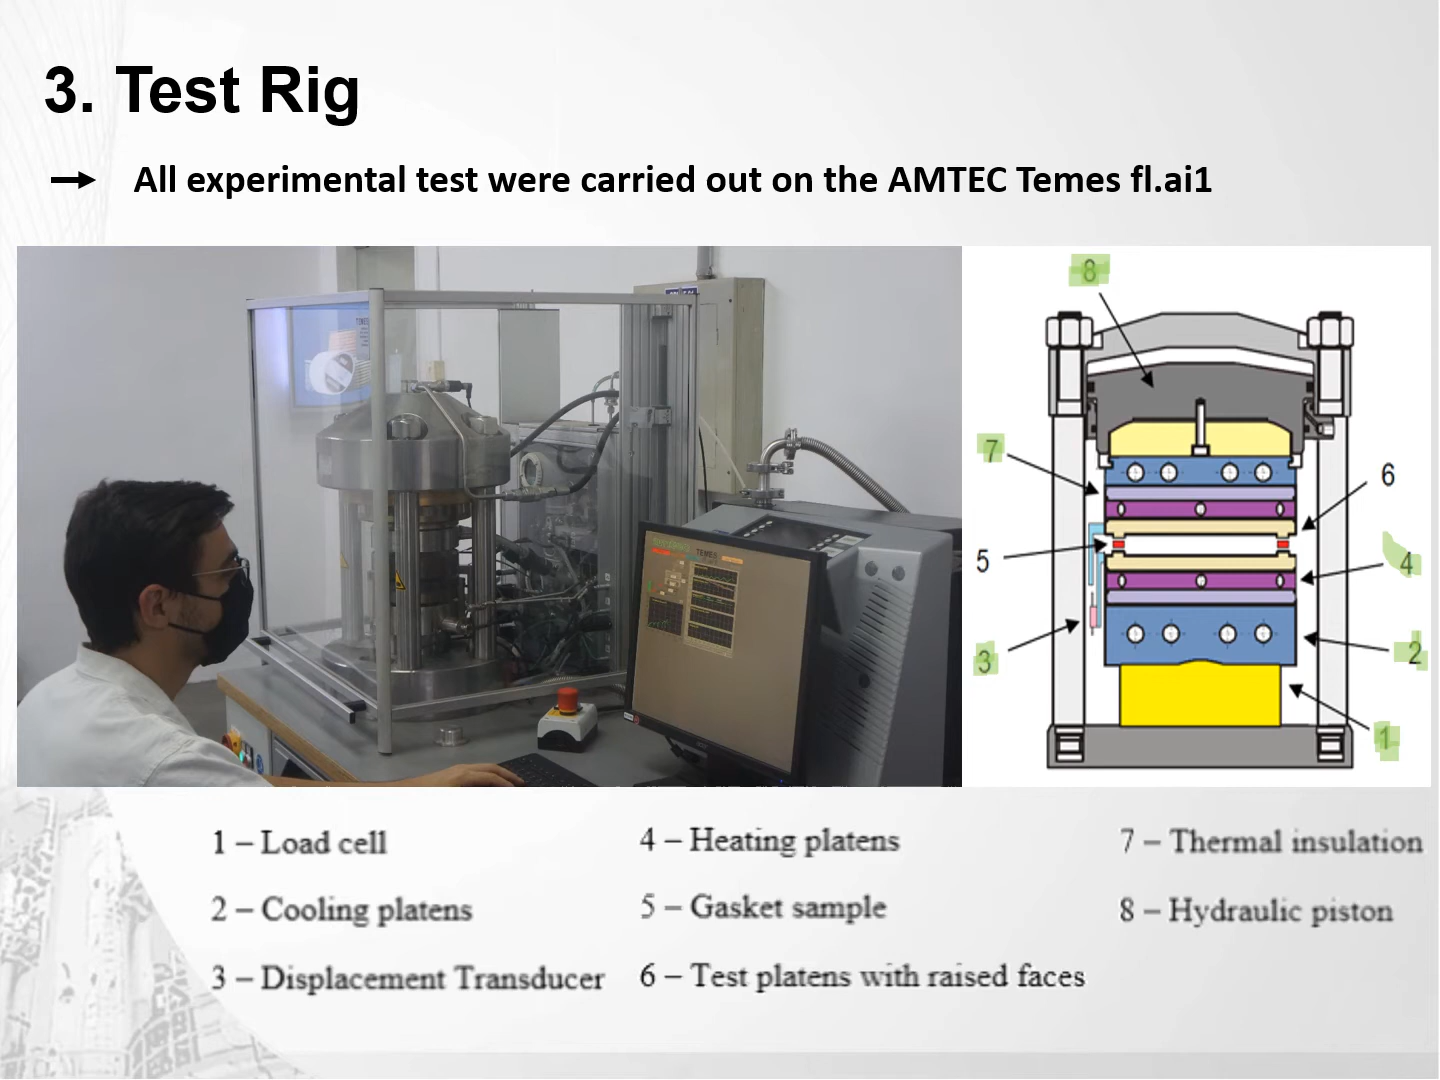 3. Test Rig
All experimental test were carried out on the AMTEC Temes fl.ai1
TEMES
8
7
6
5
4
3
2
1
1 – Load cell
2 – Cooling platens
3 – Displacement Transducer
4 – Heating platens
5 – Gasket sample
6 – Test platens with raised faces
7 – Thermal insulation
8 – Hydraulic piston